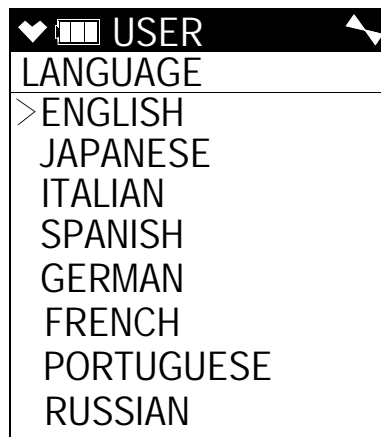 USER
LANGUAGE
>ENGLISH
JAPANESE
ITALIAN
SPANISH
GERMAN
FRENCH
PORTUGUESE
RUSSIAN